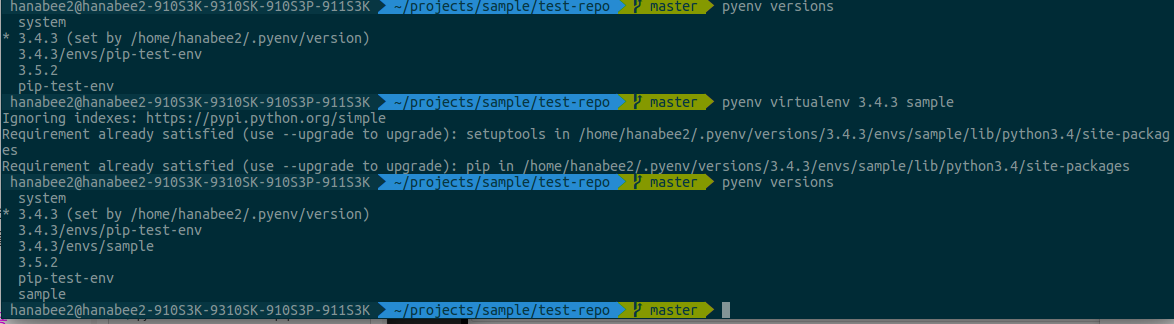 hanabee2@hanabee2-910S3K-9310SK-910S3P-911S3K ~/projects/sample/test-repo master pyenv versions
system
* 3.4.3 (set by /home/hanabee2/.pyenv/version)
3.4.3/envs/pip-test-env
3.5.2
pip-test-env
hanabee2@hanabee2-910S3K-9310SK-910S3P-911S3K ~/projects/sample/test-repo master pyenv virtualenv 3.4.3 sample
Ignoring indexes: https://pypi.python.org/simple
Requirement already satisfied (use --upgrade to upgrade): setuptools in /home/hanabee2/.pyenv/versions/3.4.3/envs/sample/lib/python3.4/site-packag
es
Requirement already satisfied (use --upgrade to upgrade): pip in /home/hanabee2/.pyenv/versions/3.4.3/envs/sample/lib/python3.4/site-packages
hanabee2@hanabee2-910S3K-9310SK-910S3P-911S3K ~/projects/sample/test-repo master pyenv versions
system
* 3.4.3 (set by /home/hanabee2/.pyenv/version)
3.4.3/envs/pip-test-env
3.4.3/envs/sample
3.5.2
pip-test-env
sample
hanabee2@hanabee2-910S3K-9310SK-910S3P-911S3K ~/projects/sample/test-repo master